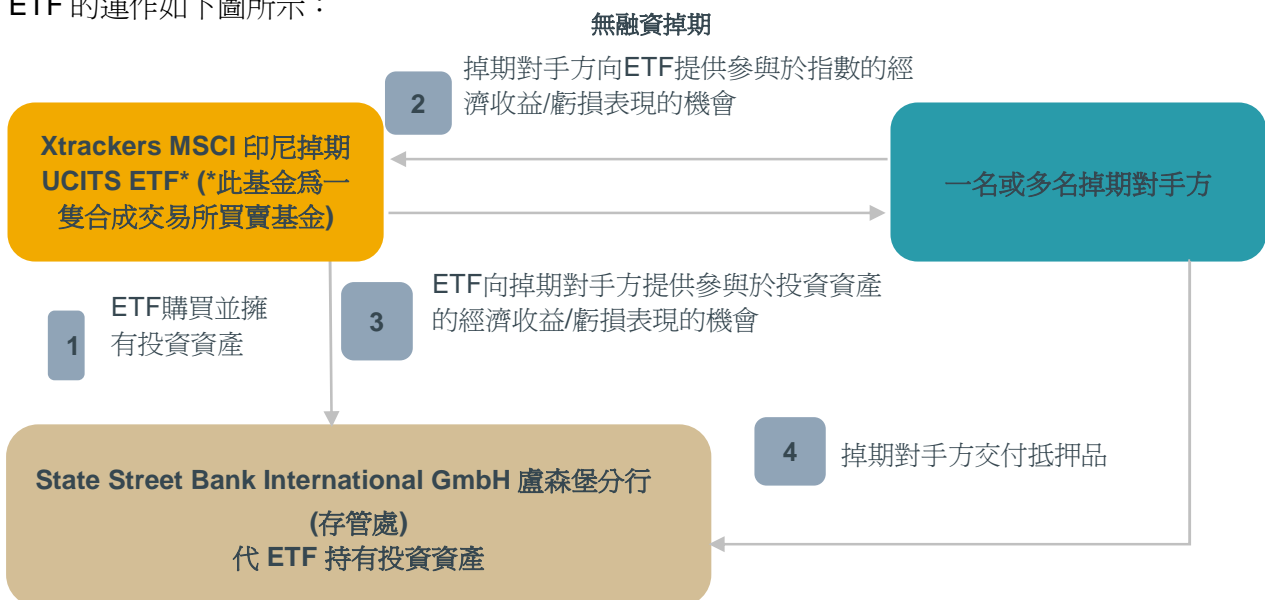 ETF 的運作如下圖所示：
無融資掉期
2
掉期對手方向ETF提供參與於指數的經
濟收益/虧損表現的機會
Xtrackers MSCI 印尼掉期
UCITS ETF* (*此基金爲一
隻合成交易所買賣基金)
一名或多名掉期對手方
1
ETF購買並擁
有投資資產
3
ETF向掉期對手方提供參與於投資資產
的經濟收益/虧損表現的機會
State Street Bank International GmbH 盧森堡分行
(存管處)
代 ETF 持有投資資產
4
掉期對手方交付抵押品